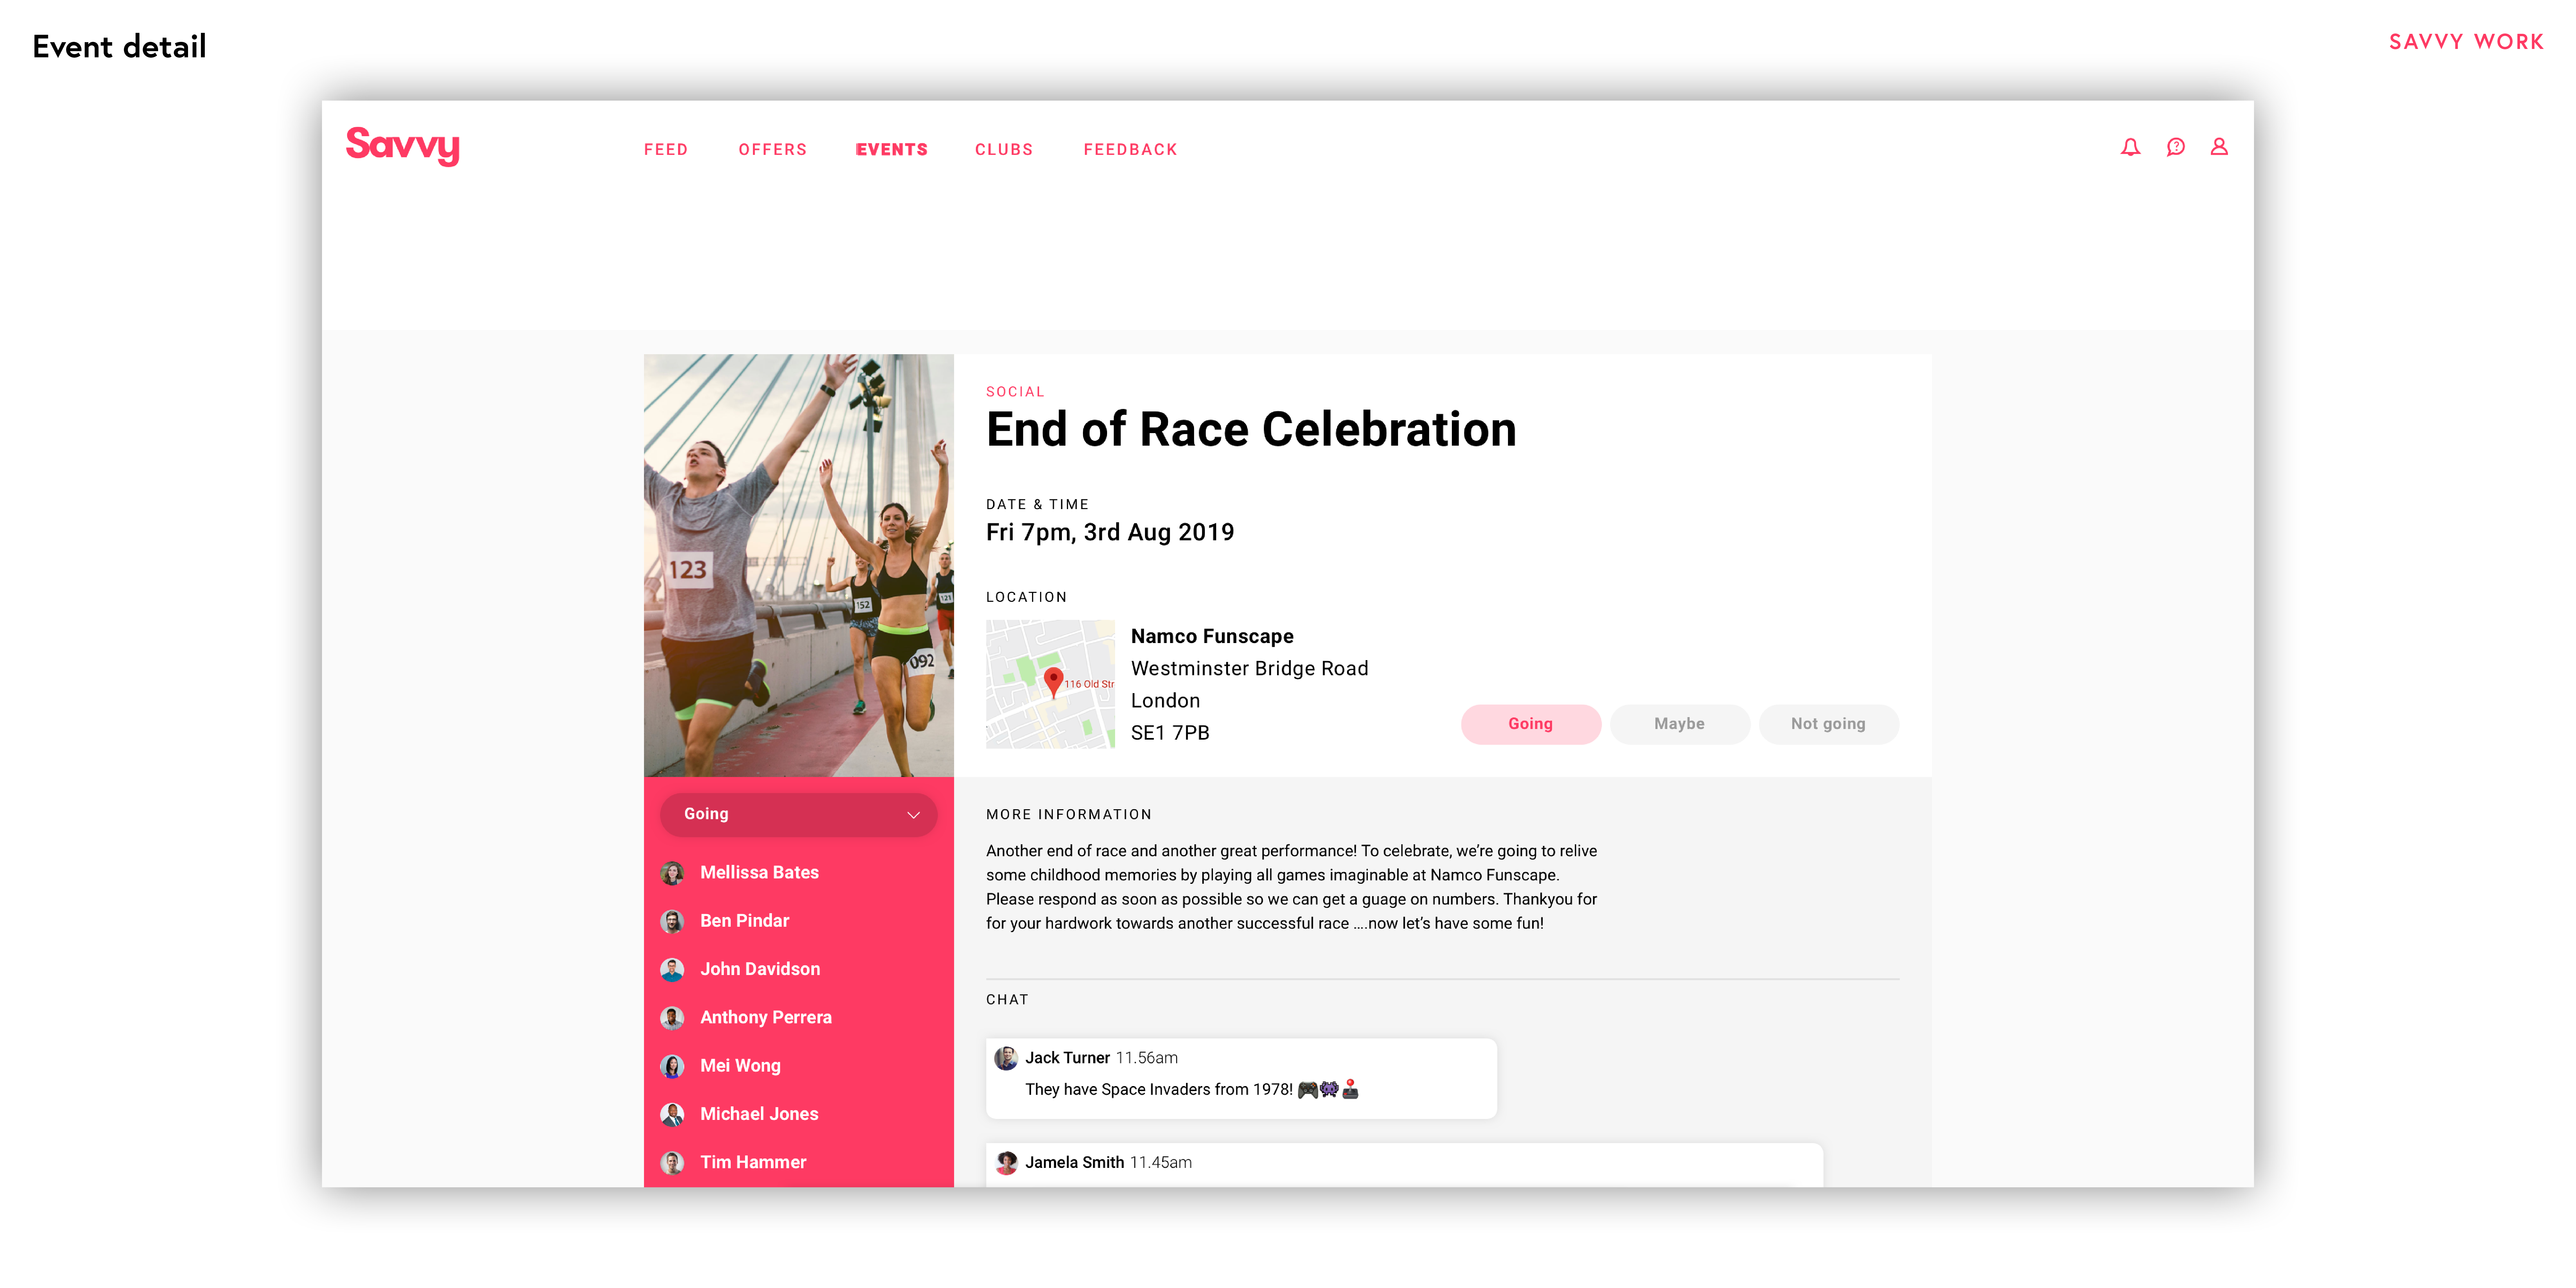 Event detail
SAVVY WORK
Savvy
FEED OFFERS EVENTS CLUBS FEEDBACK
SOCIAL
End of Race Celebration
DATE & TIME
Fri 7pm, 3rd Aug 2019
LOCATION
116 Old Str
Namco Funscape
Westminster Bridge Road
London
SE1 7PB
Going Maybe Not going
123
152
121
092
Going
Mellissa Bates
Ben Pindar
John Davidson
Anthony Perrera
Mei Wong
Michael Jones
Tim Hammer
MORE INFORMATION
Another end of race and another great performance! To celebrate, we’re going to relive
some childhood memories by playing all games imaginable at Namco Funscape.
Please respond as soon as possible so we can get a guage on numbers. Thankyou for
for your hardwork towards another successful race ....now let’s have some fun!
CHAT
Jack Turner 11.56am
They have Space Invaders from 1978! 🎮👾🕹️
Jamela Smith 11.45am